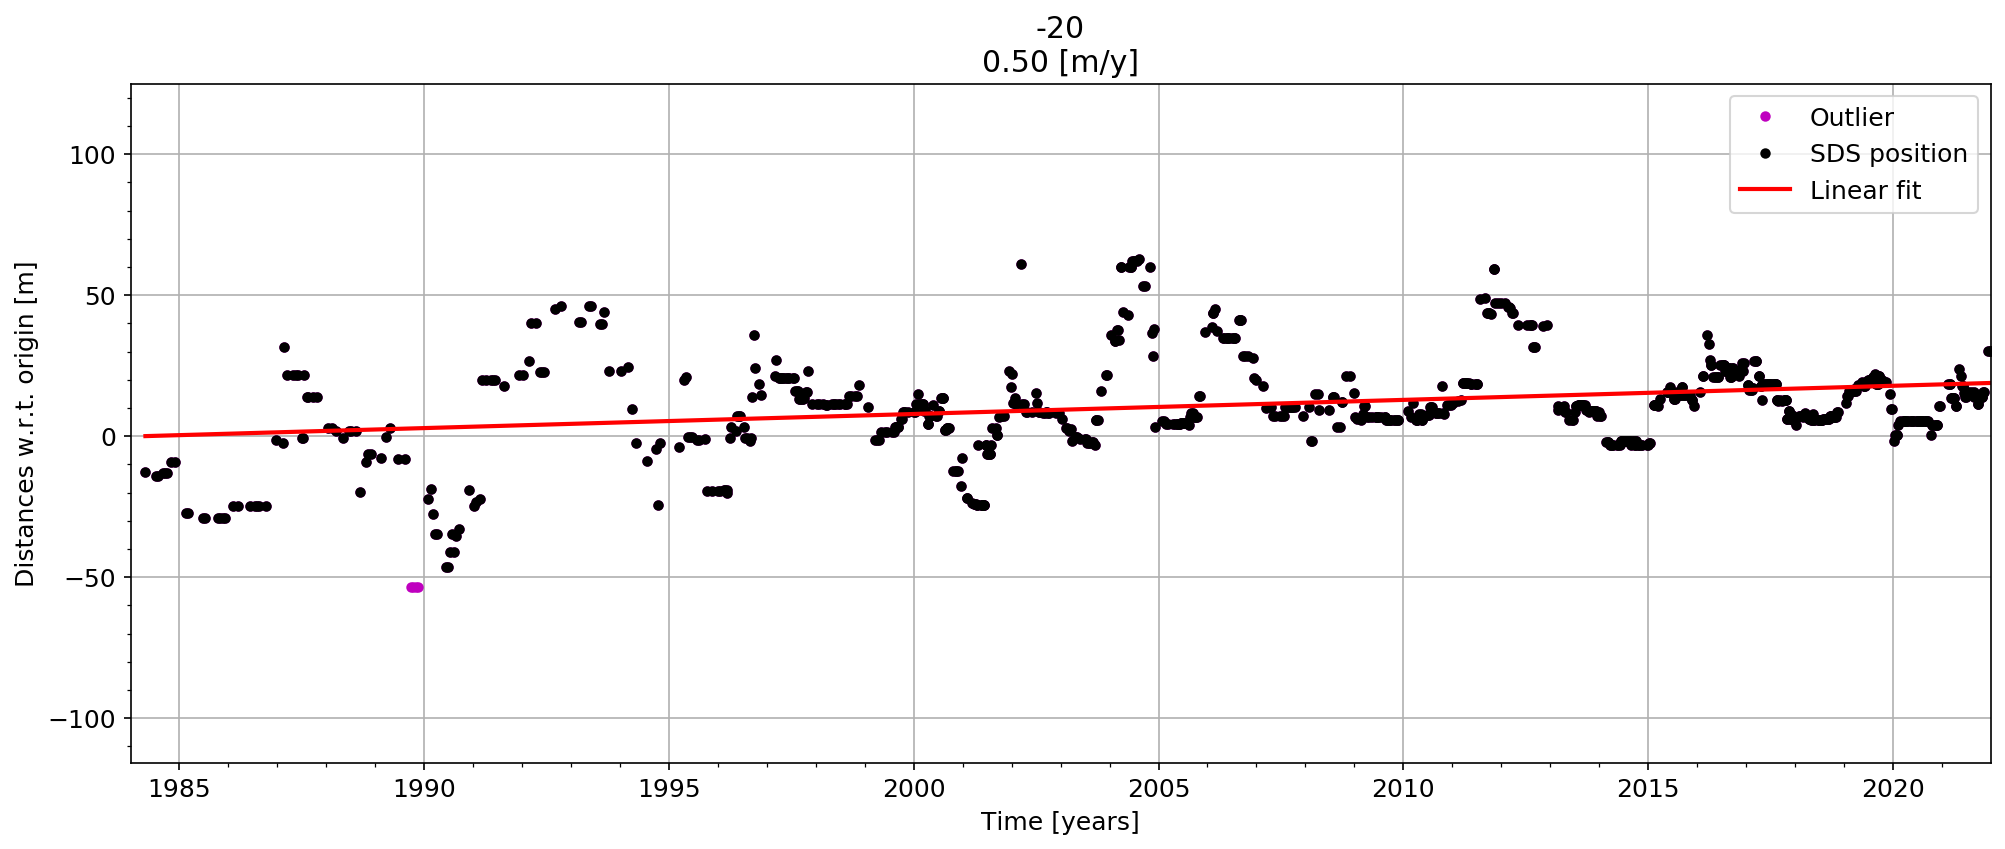 -20
0.50 [m/y]
Outlier
SDS position
Linear fit
Distances w.r.t. origin [m]
100
50
0
−50
−100
1985 1990 1995 2000 2005 2010 2015 2020
Time [years]